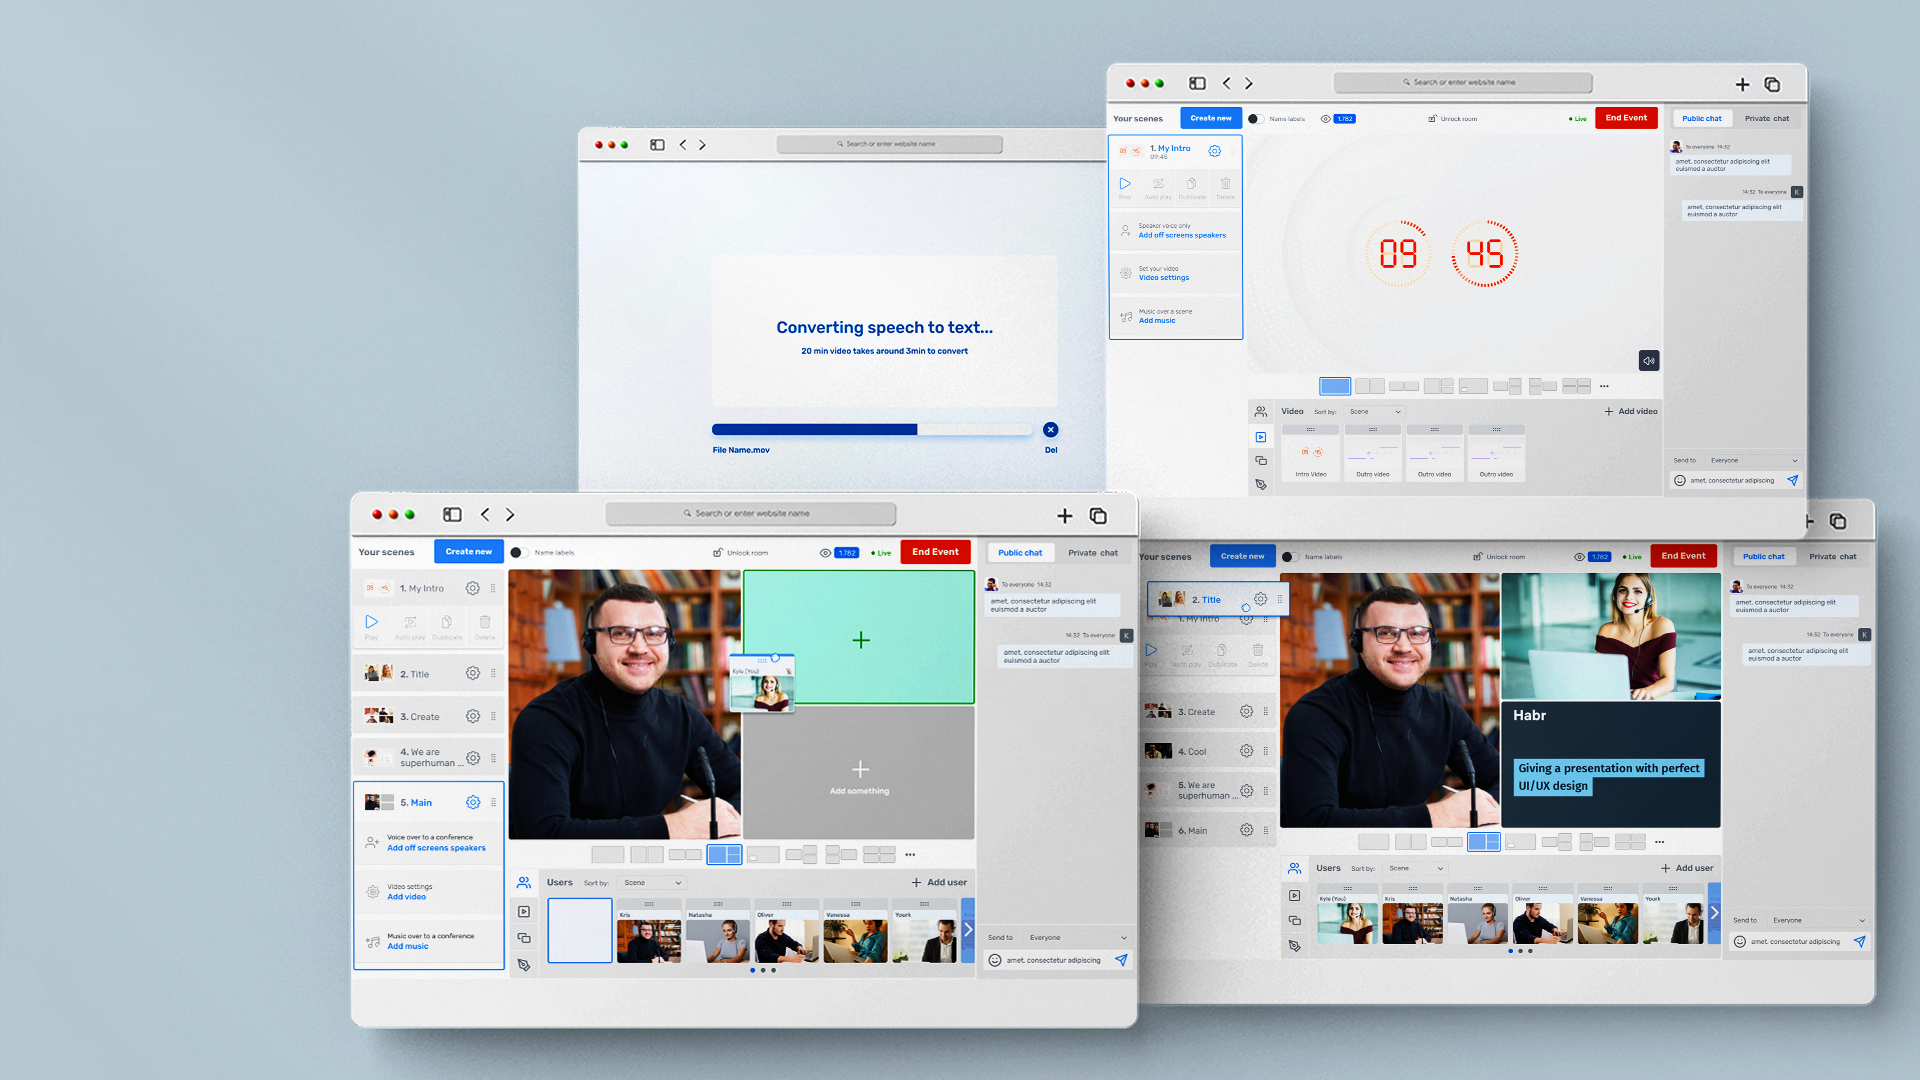 Search or enter website name
Converting speech to text...
20 min video takes around 3min to convert
File Name.mov
Del
Search or enter website name
Your scenes
Create new
Name labels
1.782
Unlock room
Live
End Event
Public chat
Private chat
1. My Intro
09:45
Play
Auto play
Dublicate
Delete
Speaker voice only
Add off screens speakers
Set your video
Video settings
Music over a scene
Add music
09 45
To everyone 14:32
amet, consectetur adipiscing elit
euismod a auctor
14:32 To everyone
K
amet, consectetur adipiscing elit
euismod a auctor
Video
Sort by:
Scene
Add video
09 45
Intro Video
Outro video
Outro video
Outro video
Send to
Everyone
amet, consectetur adipiscing
Search or enter website name
Your scenes
Create new
Name labels
Unlock room
1.782
Live
End Event
Public chat
Private chat
1. My Intro
Play
Auto play
Dublicate
Delete
2. Title
3. Create
4. We are
superhuman ...
5. Main
Voice over to a conference
Add off screens speakers
Video settings
Add video
Music over to a conference
Add music
Kyle (You)
Add something
To everyone 14:32
amet, consectetur adipiscing elit
euismod a auctor
14:32 To everyone
K
amet, consectetur adipiscing elit
euismod a auctor
Users
Sort by:
Scene
Add user
Kris
Natasha
Oliver
Vanessa
Yourk
Send to
Everyone
amet, consectetur adipiscing
Your scenes
Create new
Name labels
Unlock room
1.782
Live
End Event
Public chat
Private chat
2. Title
1. My Intro
Play
Auto play
Dublicate
Delete
3. Create
4. Cool
5. We are
superhuman ...
6. Main
Habr
Giving a presentation with perfect
UI/UX design
To everyone 14:32
amet, consectetur adipiscing elit
euismod a auctor
14:32 To everyone
K
amet, consectetur adipiscing elit
euismod a auctor
Users
Sort by:
Scene
Add user
Kyle (You)
Kris
Natasha
Oliver
Vanessa
Yourk
Send to
Everyone
amet, consectetur adipiscing